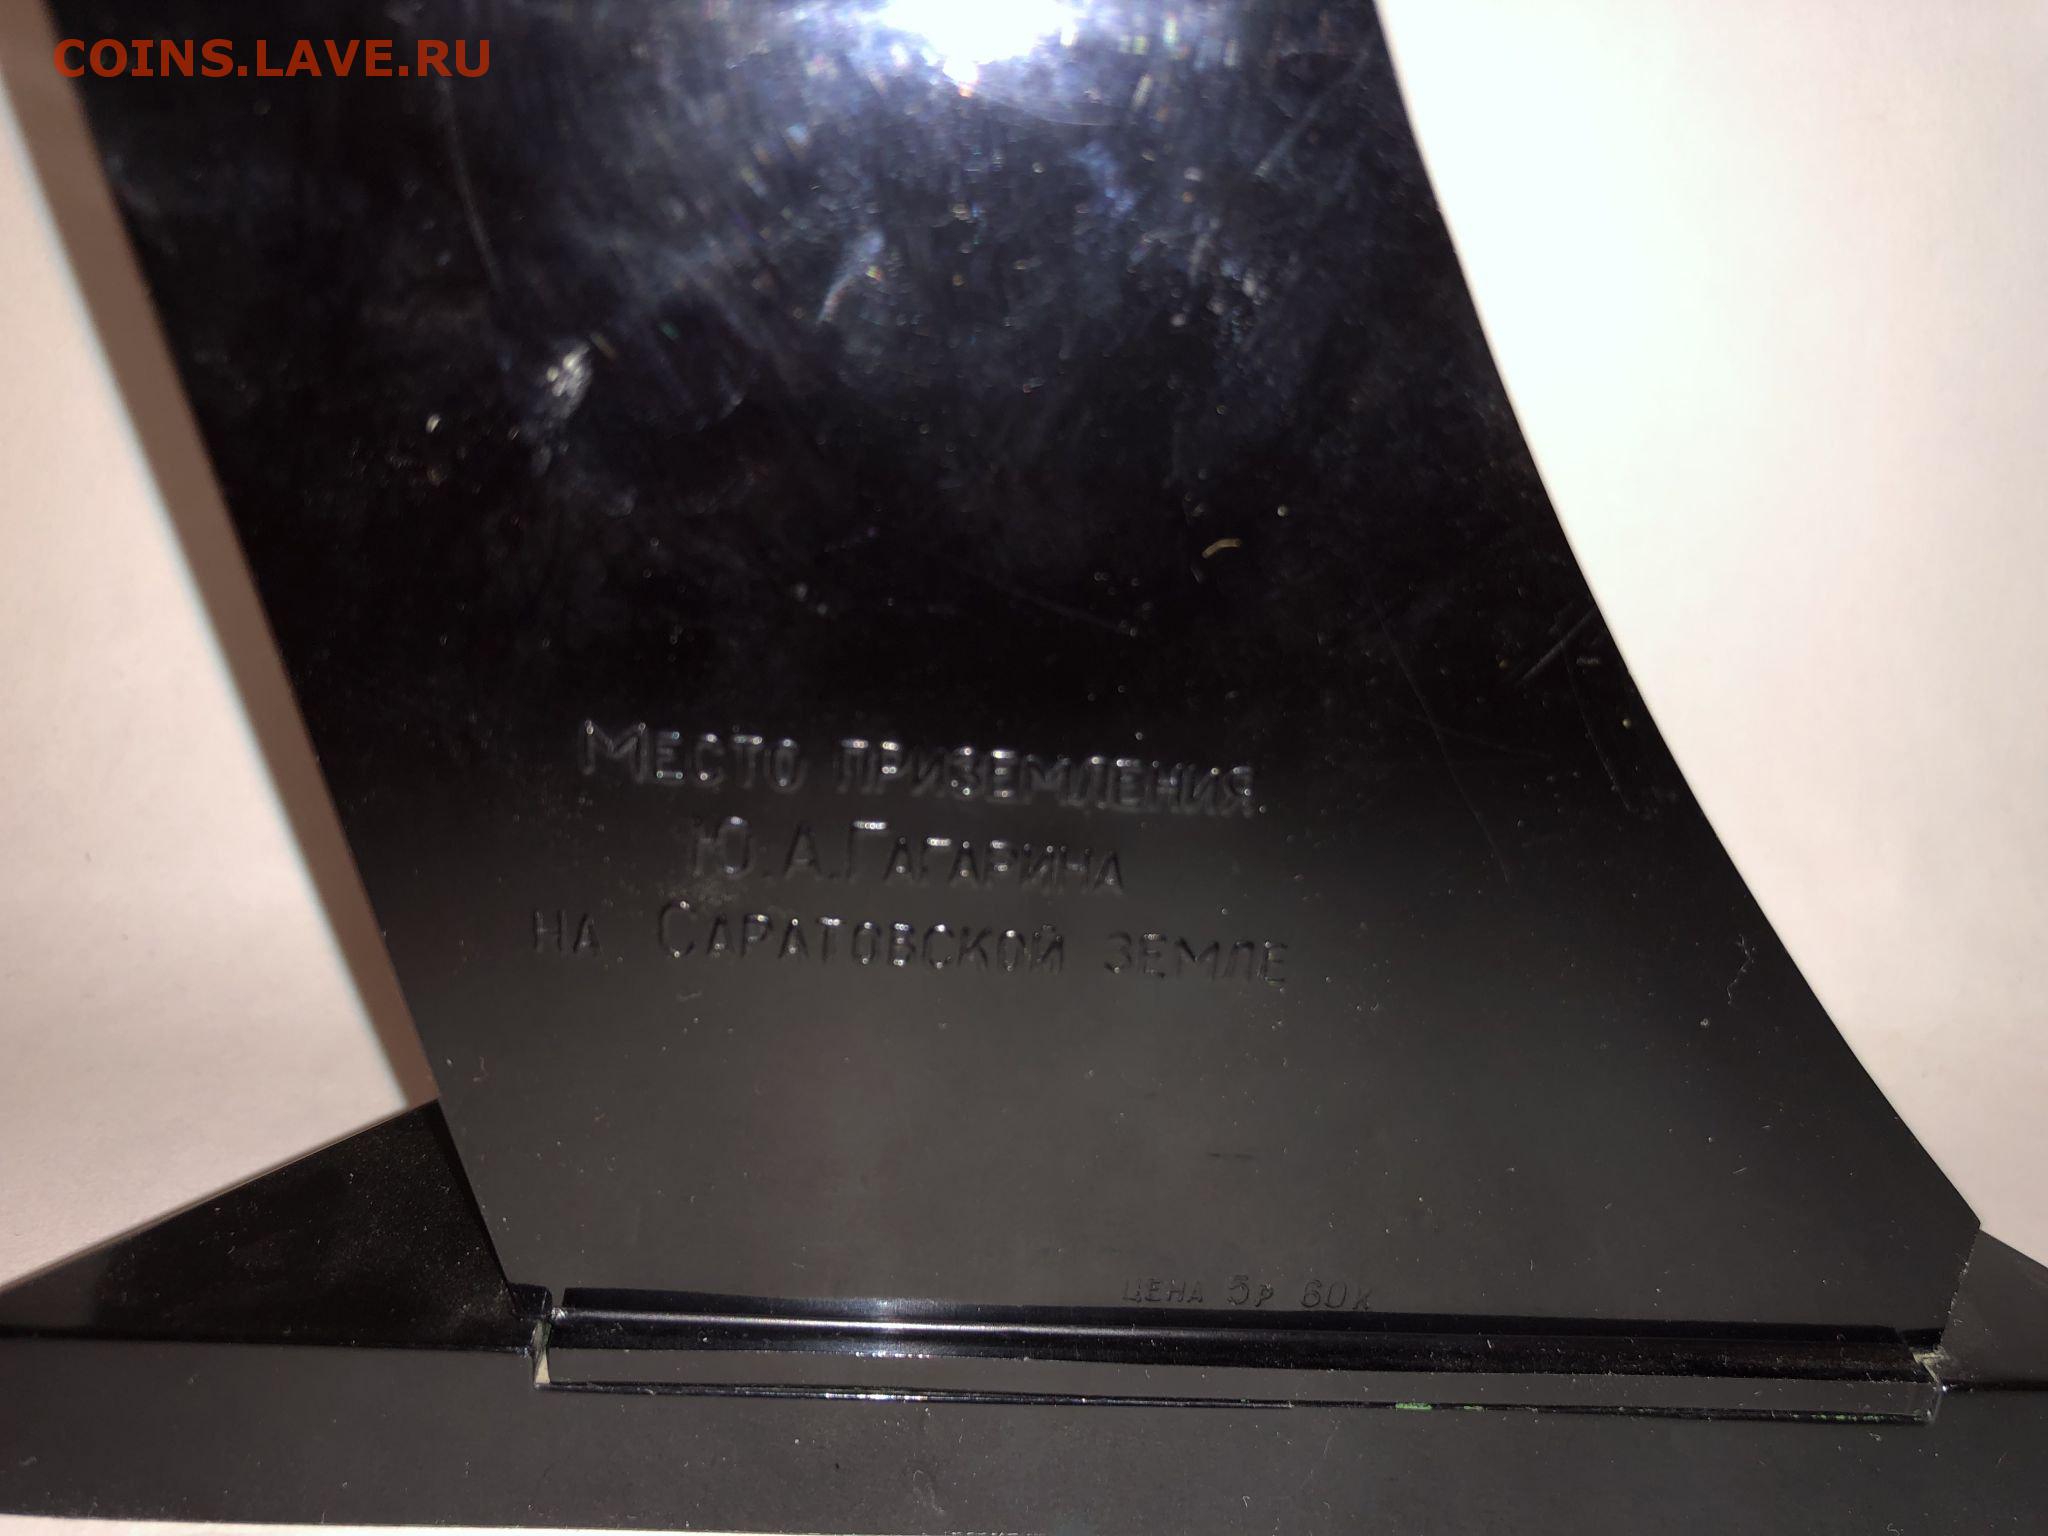 COINS.LAVE.RU
МЕСТО ПРИЗЕМЛЕНИЯ
Ю.А.ГАГАРИНА
НА САРАТОВСКОЙ ЗЕМЛЕ
ЦЕНА 5р 60к